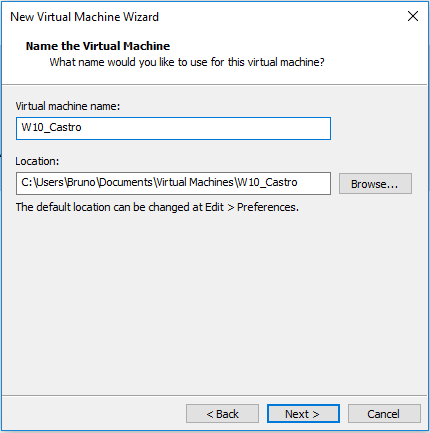 New Virtual Machine Wizard
Name the Virtual Machine
What name would you like to use for this virtual machine?
Virtual machine name:
W10_Castro
Location:
C:\Users\Bruno\Documents\Virtual Machines\W10_Castro
Browse...
The default location can be changed at Edit > Preferences.
< Back
Next >
Cancel